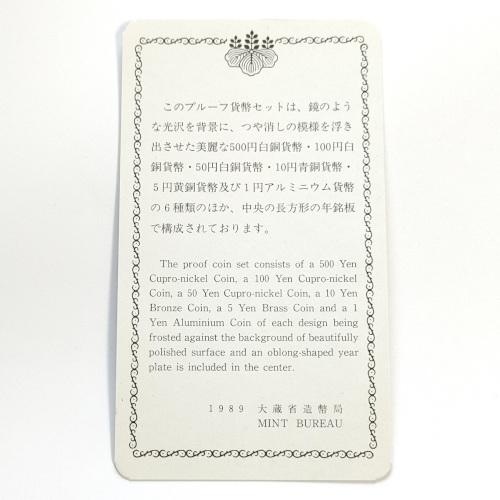 このプルーフ貨幣セットは、鏡のよう
な光沢を背景に、つや消しの模様を浮き
出させた美麗な500円白銅貨幣・100円白
銅貨幣・50円白銅貨幣・10円青銅貨幣・
5円黄銅貨幣及び1円アルミニウム貨幣
の6種類のほか、中央の長方形の年銘板
で構成されております。
The proof coin set consists of a 500 Yen
Cupro-nickel Coin, a 100 Yen Cupro-nickel
Coin, a 50 Yen Cupro-nickel Coin, a 10 Yen
Bronze Coin, a 5 Yen Brass Coin and a 1
Yen Aluminium Coin of each design being
frosted against the background of beautifully
polished surface and an oblong-shaped year
plate is included in the center.
1989 大蔵省造幣局
MINT BUREAU